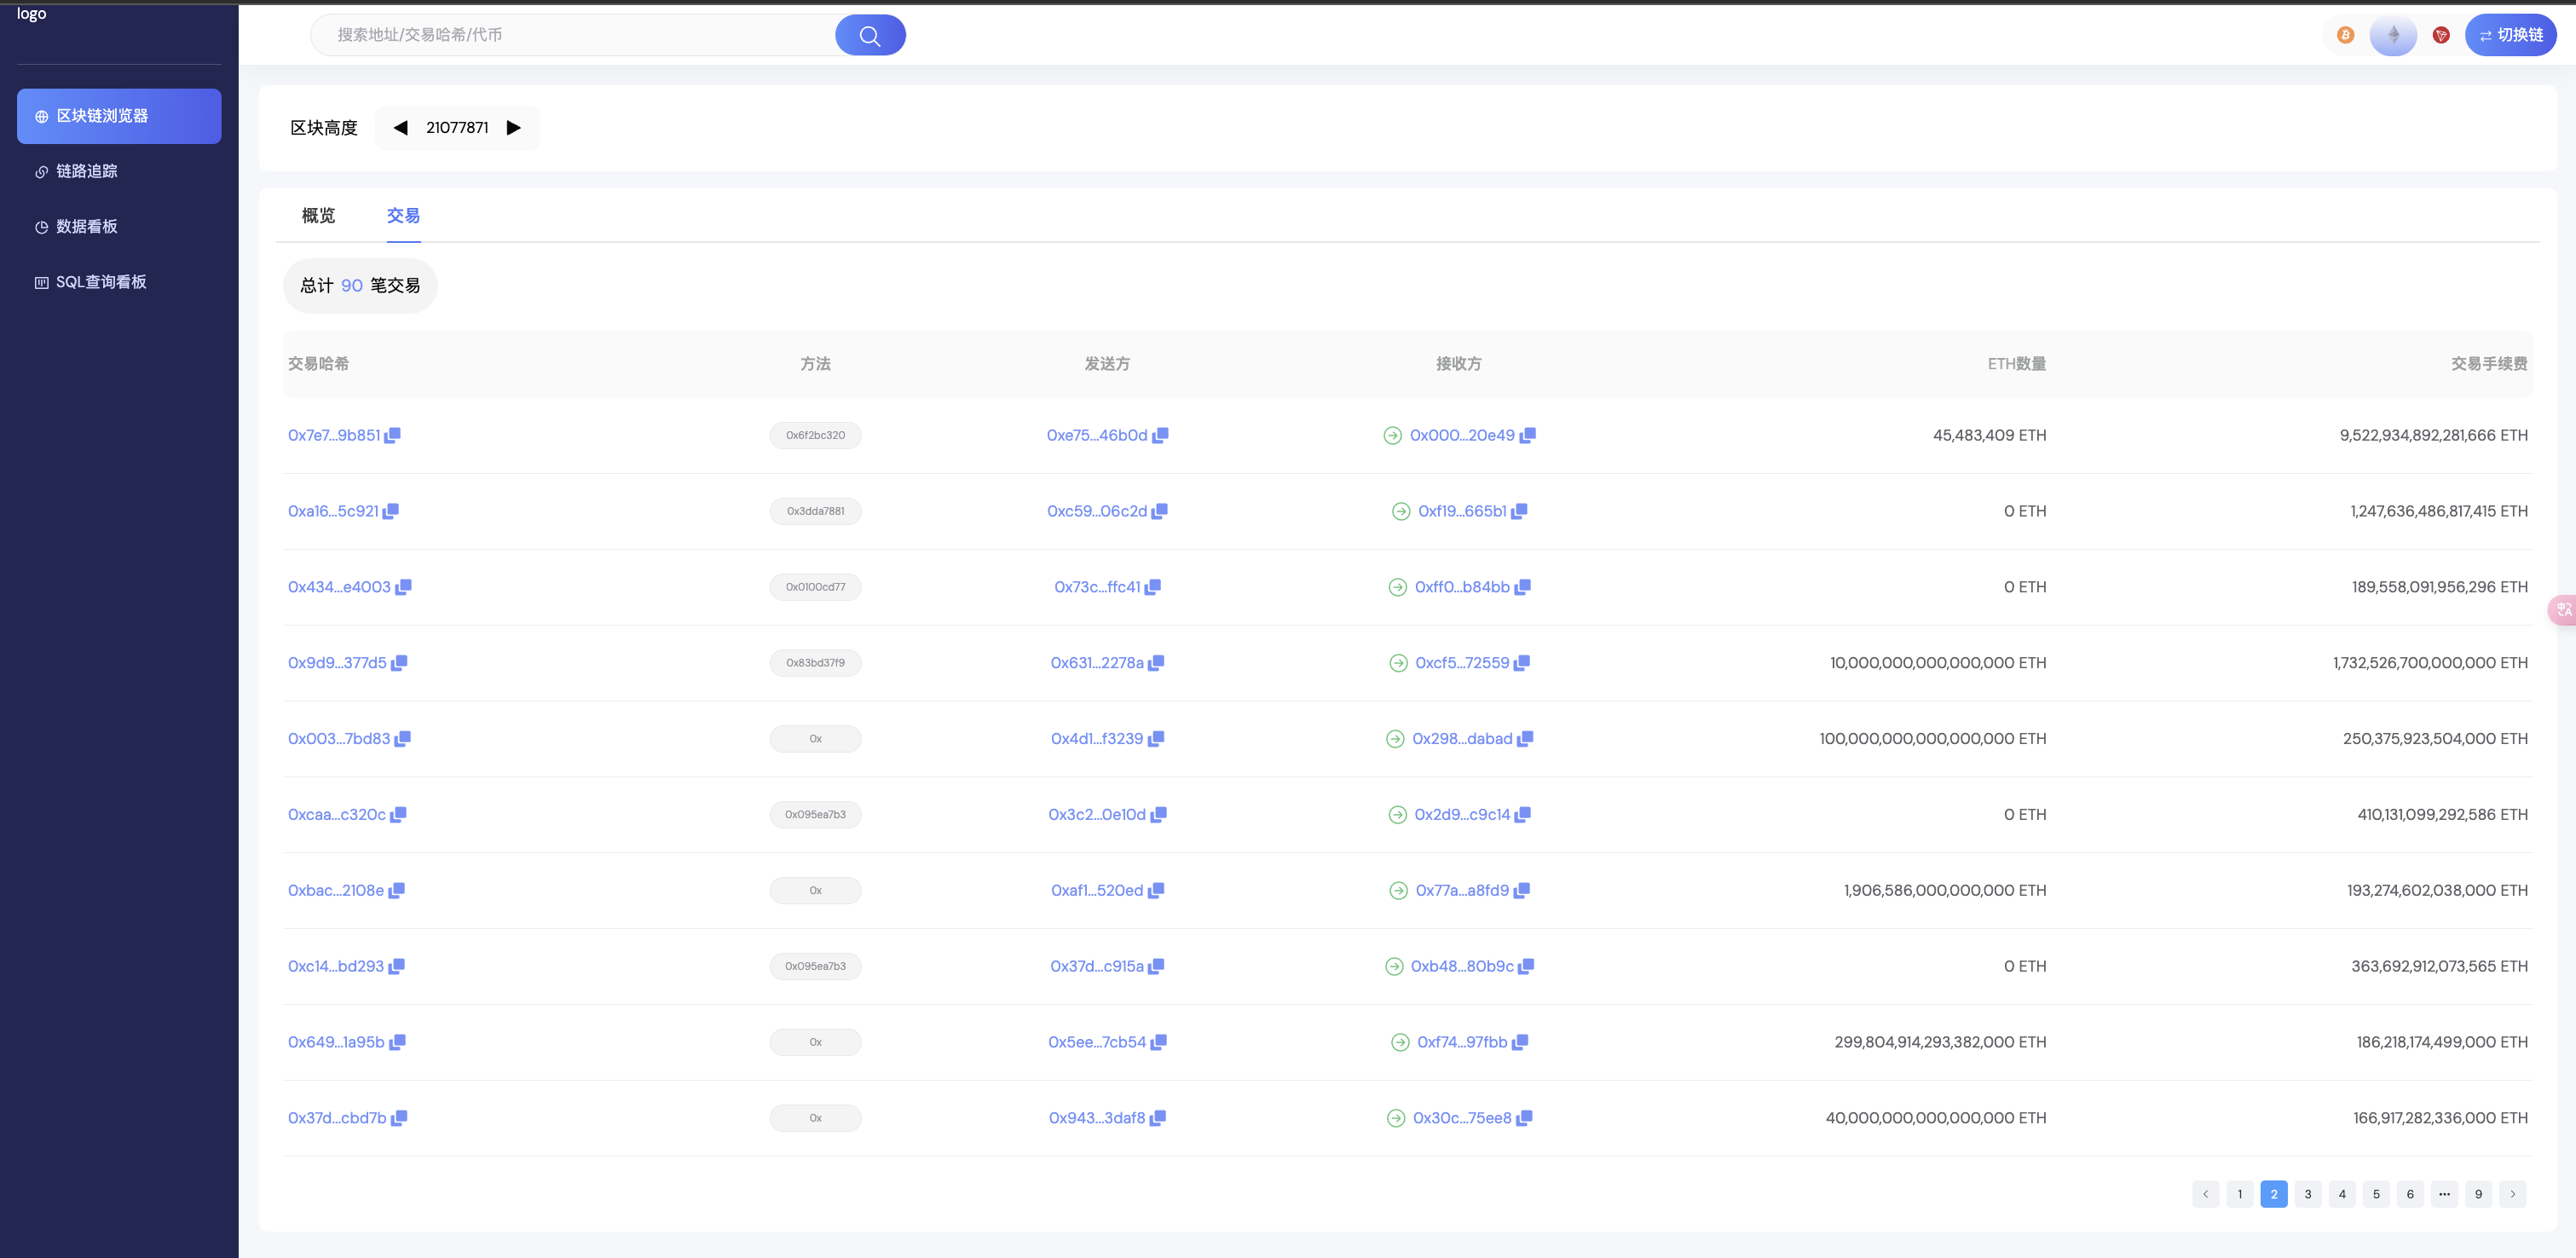 logo
搜索地址/交易哈希/代币
切换链
区块链浏览器
链路追踪
数据看板
SQL查询看板
区块高度 21077871
概览 交易
总计 90 笔交易
交易哈希 方法 发送方 接收方 ETH数量 交易手续费
0x7e7...9b851 0x6f2bc320 0xe75...46b0d 0x000...20e49 45,483,409 ETH 9,522,934,892,281,666 ETH
0xa16...5c921 0x3dda7881 0xc59...06c2d 0xf19...665b1 0 ETH 1,247,636,486,817,415 ETH
0x434...e4003 0x0100cd77 0x73c...ffc41 0xff0...b84bb 0 ETH 189,558,091,956,296 ETH
0x9d9...377d5 0x83bd37f9 0x631...2278a 0xcf5...72559 10,000,000,000,000,000 ETH 1,732,526,700,000,000 ETH
0x003...7bd83 0x 0x4d1...f3239 0x298...dabad 100,000,000,000,000,000 ETH 250,375,923,504,000 ETH
0xcaa...c320c 0x095ea7b3 0x3c2...0e10d 0x2d9...c9c14 0 ETH 410,131,099,292,586 ETH
0xbac...2108e 0x 0xaf1...520ed 0x77a...a8fd9 1,906,586,000,000,000 ETH 193,274,602,038,000 ETH
0xc14...bd293 0x095ea7b3 0x37d...c915a 0xb48...80b9c 0 ETH 363,692,912,073,565 ETH
0x649...1a95b 0x 0x5ee...7cb54 0xf74...97fbb 299,804,914,293,382,000 ETH 186,218,174,499,000 ETH
0x37d...cbd7b 0x 0x943...3daf8 0x30c...75ee8 40,000,000,000,000,000 ETH 166,917,282,336,000 ETH
1 2 3 4 5 6 ... 9